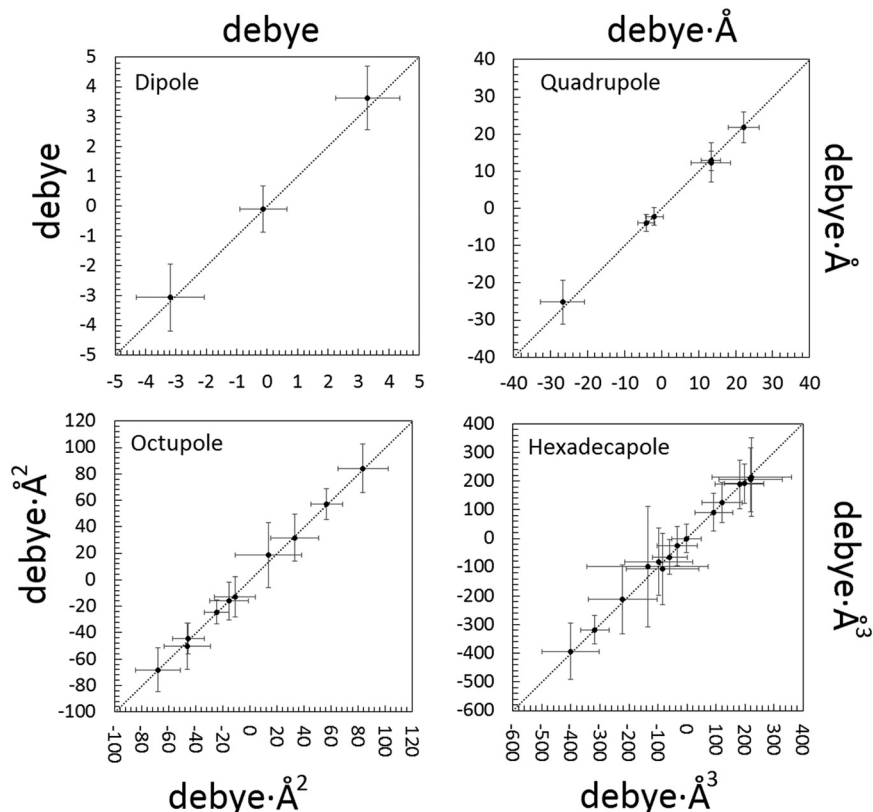 debye
debye·Å
Dipole
5
4
3
2
1
0
-1
-2
-3
-4
-5
debye
-5 -4 -3 -2 -1 0 1 2 3 4 5
Quadrupole
40
30
20
10
0
-10
-20
-30
-40
debye·Å
-40 -30 -20 -10 0 10 20 30 40
Octupole
120
100
80
60
40
20
0
-20
-40
-60
-80
-100
debye·Å²
-100 -80 -60 -40 -20 0 20 40 60 80 100 120
debye·Å²
Hexadecapole
400
300
200
100
0
-100
-200
-300
-400
-500
-600
debye·Å³
-600 -500 -400 -300 -200 -100 0 100 200 300 400
debye·Å³